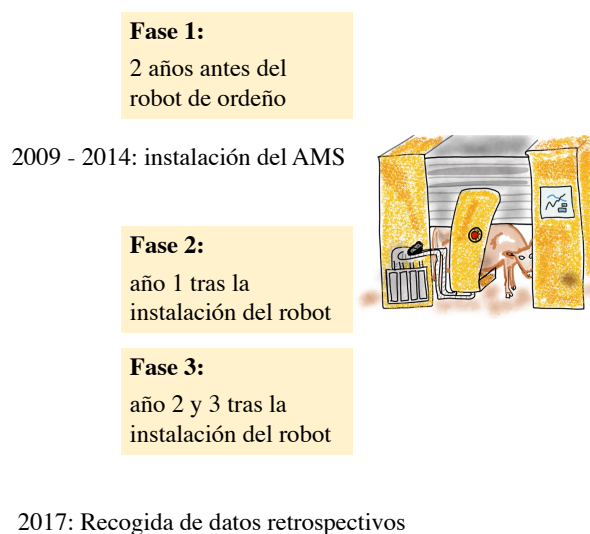 Fase 1:
2 años antes del
robot de ordeño
2009 - 2014: instalación del AMS
Fase 2:
año 1 tras la
instalación del robot
Fase 3:
año 2 y 3 tras la
instalación del robot
2017: Recogida de datos retrospectivos